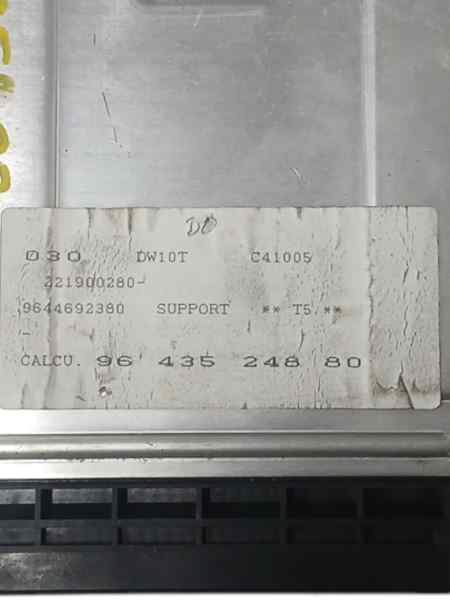 DO
030 DW10T C41005
221900280-
9644692380 SUPPORT ** T5 **
-
CALCU. 96 435 248 80